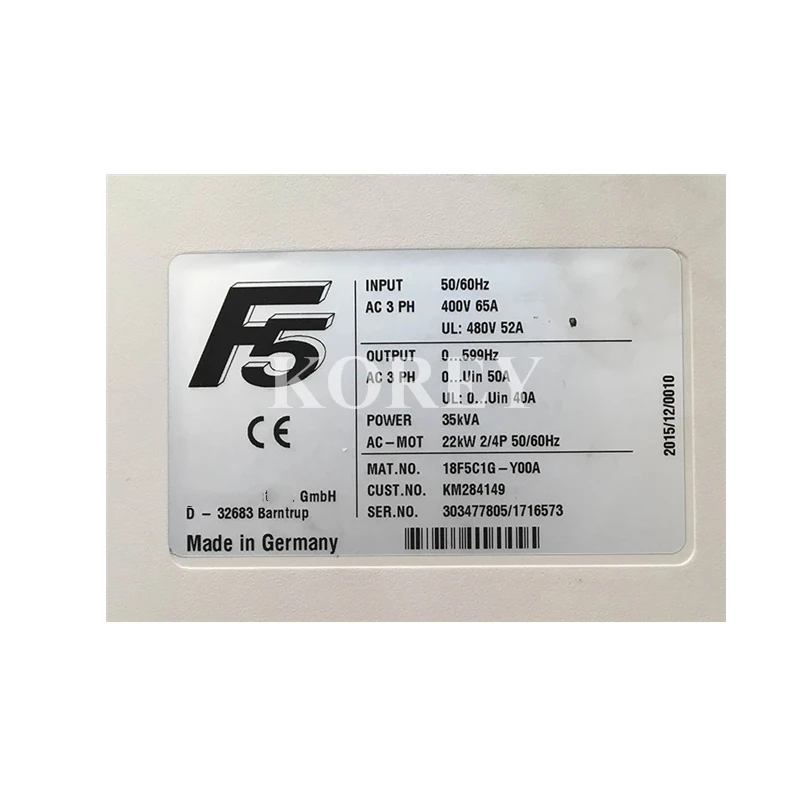 F5
CE
INPUT 50/60Hz
AC 3 PH 400V 65A
UL: 480V 52A
OUTPUT 0...599Hz
AC 3 PH 0...Uin 50A
UL: 0...Uin 40A
POWER 35kVA
AC-MOT 22kW 2/4P 50/60Hz
MAT.NO. 18F5C1G-Y00A
CUST.NO. KM284149
SER.NO. 303477805/1716573
GmbH
D - 32683 Barntrup
Made in Germany
2015/12/0010
KOREY